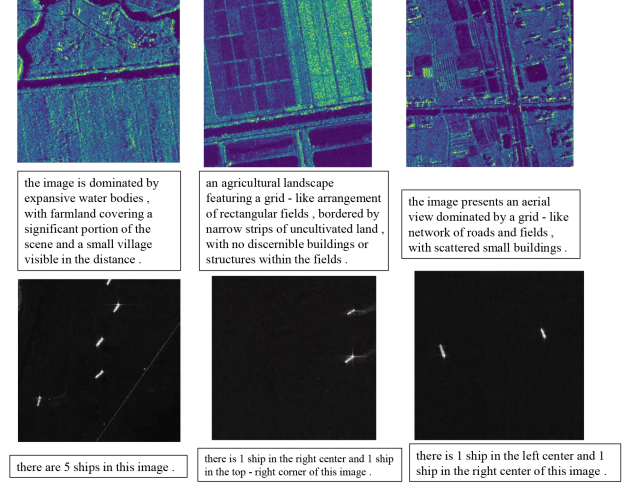 the image is dominated by
expansive water bodies ,
with farmland covering a
significant portion of the
scene and a small village
visible in the distance .
an agricultural landscape
featuring a grid - like arrangement
of rectangular fields , bordered by
narrow strips of uncultivated land ,
with no discernible buildings or
structures within the fields .
the image presents an aerial
view dominated by a grid - like
network of roads and fields ,
with scattered small buildings .
there are 5 ships in this image .
there is 1 ship in the right center and 1 ship
in the top - right corner of this image .
there is 1 ship in the left center and 1
ship in the right center of this image .